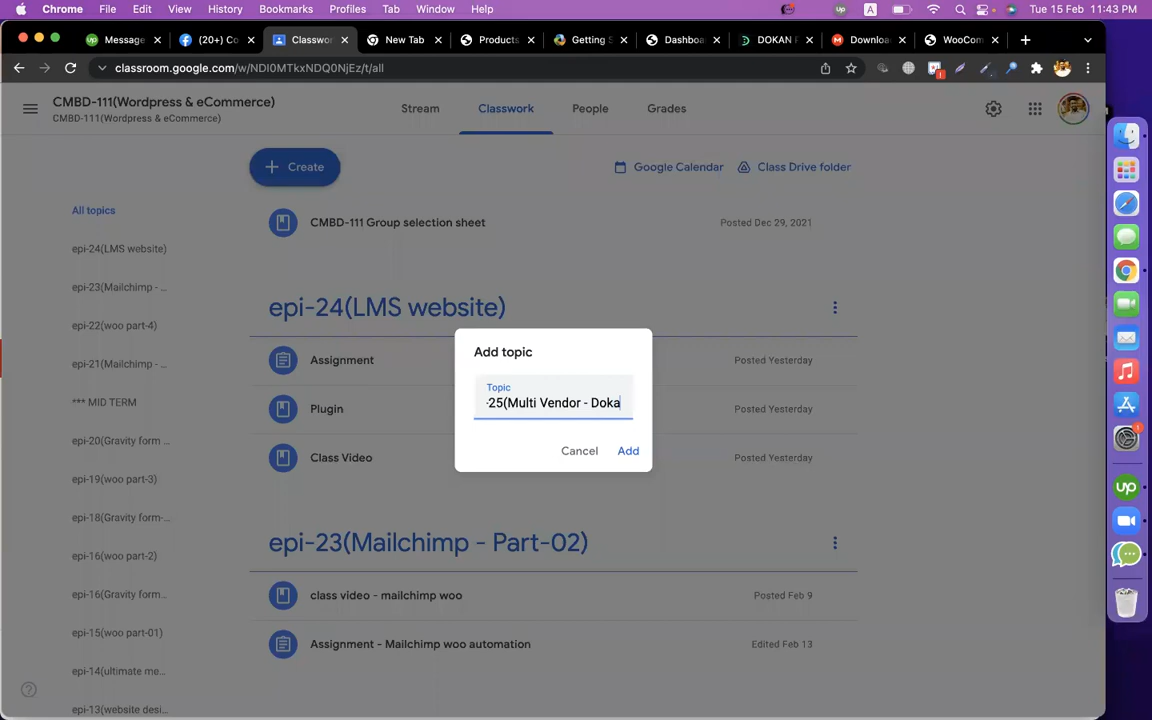 Chrome File Edit View History Bookmarks Profiles Tab Window Help A Tue 15 Feb 11:43 PM
up Message (20+) Co Classwor New Tab Products Getting S Dashboa DOKAN P Downloa WooCom
classroom.google.com/w/NDI0MTkxNDQ0NjEz/t/all
CMBD-111(Wordpress & eCommerce)
CMBD-111(Wordpress & eCommerce)
Stream Classwork People Grades
Create Google Calendar Class Drive folder
All topics
epi-24(LMS website)
epi-23(Mailchimp - ...
epi-22(woo part-4)
epi-21(Mailchimp - ...
*** MID TERM
epi-20(Gravity form...
epi-19(woo part-3)
epi-18(Gravity form-...
epi-16(woo part-2)
epi-16(Gravity form...
epi-15(woo part-01)
epi-14(ultimate me...
epi-13(website desi...
CMBD-111 Group selection sheet Posted Dec 29, 2021
epi-24(LMS website)
Assignment Posted Yesterday
Plugin Posted Yesterday
Class Video Posted Yesterday
epi-23(Mailchimp - Part-02)
class video - mailchimp woo Posted Feb 9
Assignment - Mailchimp woo automation Edited Feb 13
Add topic
Topic
-25(Multi Vendor - Doka
Cancel Add
1
1
up